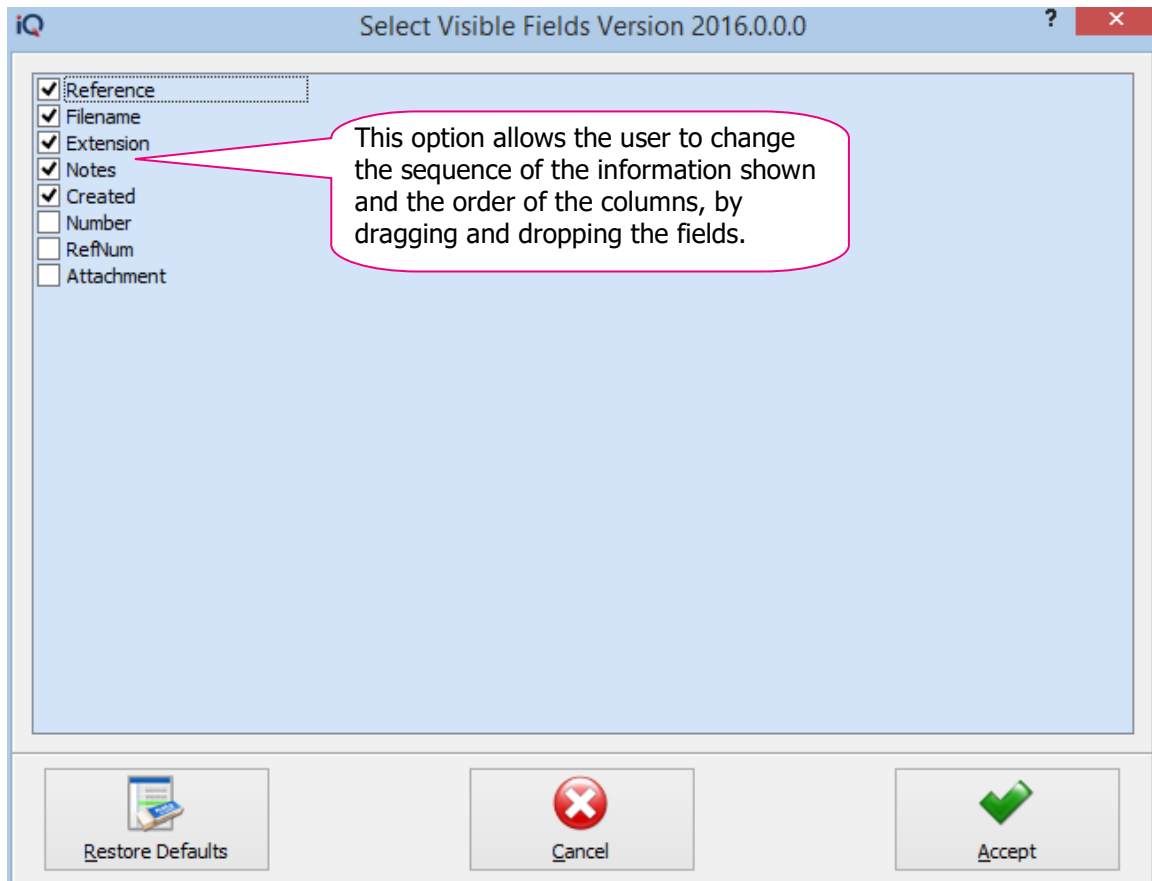 iQ
Select Visible Fields Version 2016.0.0.0
?
Reference
Filename
Extension
Notes
Created
Number
RefNum
Attachment
This option allows the user to change
the sequence of the information shown
and the order of the columns, by
dragging and dropping the fields.
Restore Defaults
Cancel
Accept